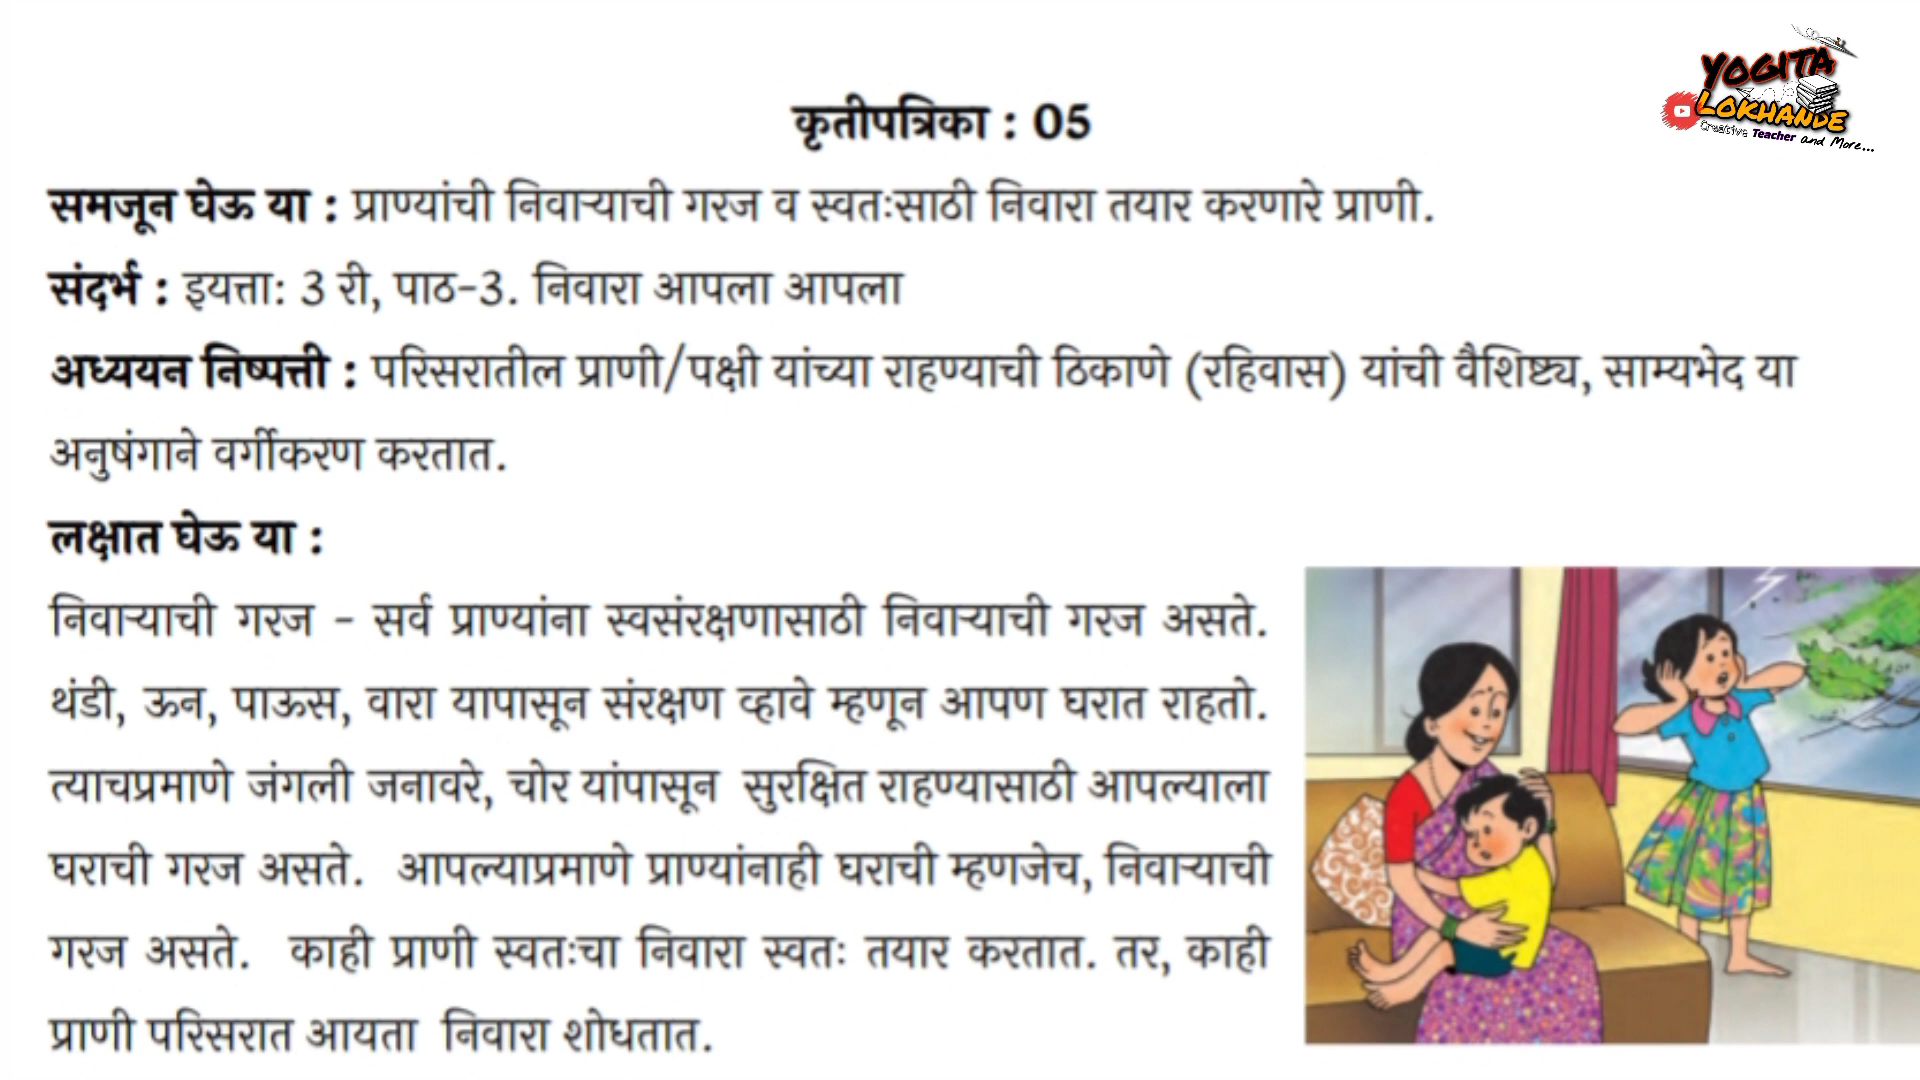 YOGITA
LOKHANDE
Creative Teacher and More...
कृतीपत्रिका : 05
समजून घेऊ या : प्राण्यांची निवाऱ्याची गरज व स्वतःसाठी निवारा तयार करणारे प्राणी.
संदर्भ : इयत्ता: 3 री, पाठ-3. निवारा आपला आपला
अध्ययन निष्पत्ती : परिसरातील प्राणी/पक्षी यांच्या राहण्याची ठिकाणे (रहिवास) यांची वैशिष्ट्य, साम्यभेद या
अनुषंगाने वर्गीकरण करतात.
लक्षात घेऊ या :
निवाऱ्याची गरज - सर्व प्राण्यांना स्वसंरक्षणासाठी निवाऱ्याची गरज असते.
थंडी, ऊन, पाऊस, वारा यापासून संरक्षण व्हावे म्हणून आपण घरात राहतो.
त्याचप्रमाणे जंगली जनावरे, चोर यांपासून सुरक्षित राहण्यासाठी आपल्याला
घराची गरज असते. आपल्याप्रमाणे प्राण्यांनाही घराची म्हणजेच, निवाऱ्याची
गरज असते. काही प्राणी स्वतःचा निवारा स्वतः तयार करतात. तर, काही
प्राणी परिसरात आयता निवारा शोधतात.